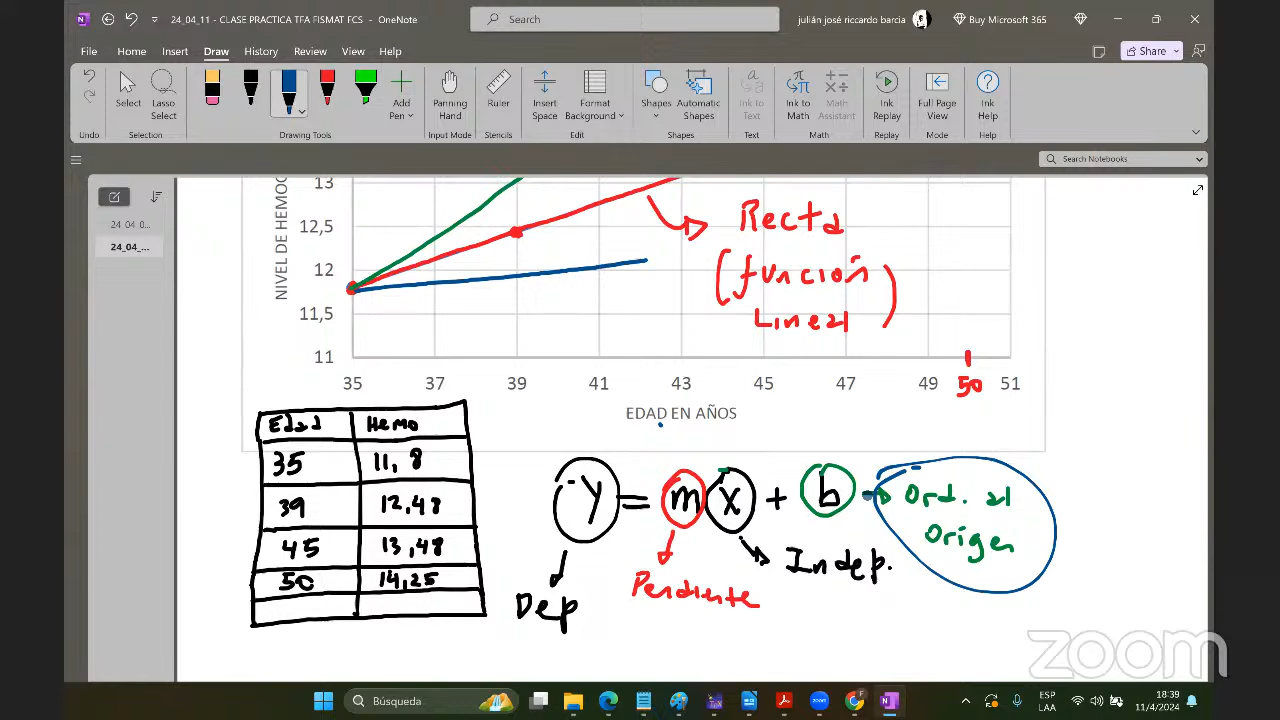 24_04_11 - CLASE PRACTICA TFA FISMAT FCS - OneNote
Search
julián josé riccardo barcia
Buy Microsoft 365
File Home Insert Draw History Review View Help
Share
Select
Lasso Select
Add Pen
Panning Hand
Ruler
Insert Space
Format Background
Shapes
Automatic Shapes
Ink to Text
Ink to Math
Math Assistant
Ink Replay
Full Page View
Ink Help
Undo
Selection
Drawing Tools
Input Mode
Stencils
Edit
Shapes
Math
Replay
Mode
Help
Search Notebooks
24_04_0...
24_04_...
NIVEL DE HEMOG
13
12,5
12
11,5
11
35 37 39 41 43 45 47 49 51
50
EDAD EN AÑOS
Recta
(función
Lineal)
Edad Hemo
35 11,8
39 12,48
45 13,48
50 14,25
y = mx + b → Ord. al
Origen
Dep
Pendiente
Indep.
zoom
Búsqueda
ESP
LAA
18:39
11/4/2024